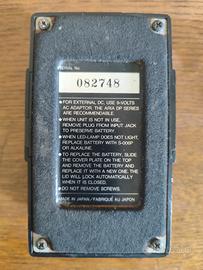 SERIAL No.
082748
● FOR EXTERNAL DC, USE 9-VOLTS
AC ADAPTOR. THE ARIA DP SERIES
ARE RECOMMENDABLE.
● WHEN UNIT IS NOT IN USE,
REMOVE PLUG FROM INPUT JACK
TO PRESERVE BATTERY.
● WHEN LED-LAMP DOES NOT LIGHT,
REPLACE BATTERY WITH S-006P
OR ALKALINE.
● TO REPLACE THE BATTERY, SLIDE
THE COVER PLATE ON THE TOP
AND REMOVE THE BATTERY AND
REPLACE WITH A NEW ONE. THE
LID WILL LOCK AUTOMATICALLY
WHEN IT IS CLOSED.
● DO NOT REMOVE SCREWS.
MADE IN JAPAN/FABRIQUÉ AU JAPON